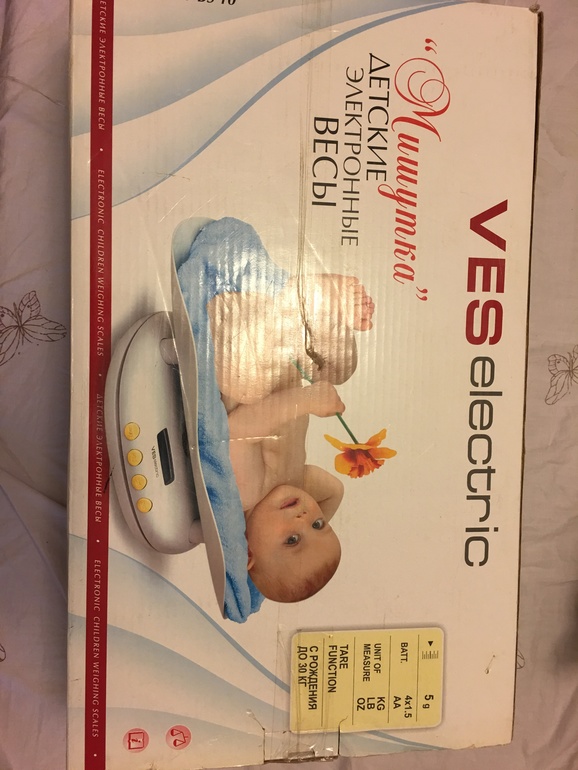 VES electric
“Мишутка”
ДЕТСКИЕ
ЭЛЕКТРОННЫЕ
ВЕСЫ
5 g
BATT. 4x1.5 AA
UNIT OF MEASURE KG LB OZ
TARE FUNCTION
С РОЖДЕНИЯ
ДО 30 КГ
ДЕТСКИЕ ЭЛЕКТРОННЫЕ ВЕСЫ • ELECTRONIC CHILDREN WEIGHING SCALES • ДЕТСКИЕ ЭЛЕКТРОННЫЕ ВЕСЫ • ELECTRONIC CHILDREN WEIGHING SCALES •